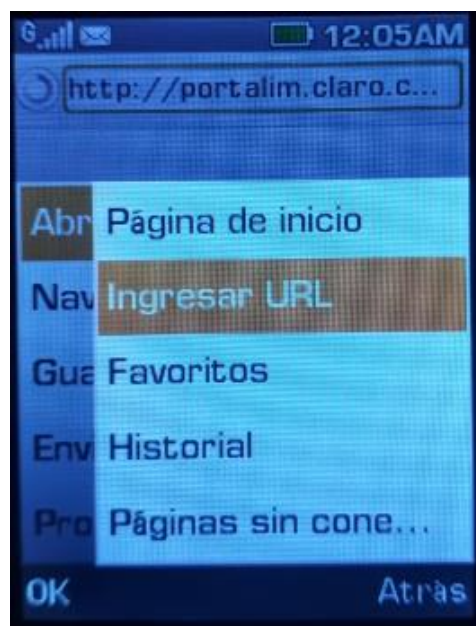 G 12:05AM
http://portalim.claro.c...
Abr Página de inicio
Nav Ingresar URL
Gua Favoritos
Env Historial
Pro Páginas sin cone...
OK Atrás